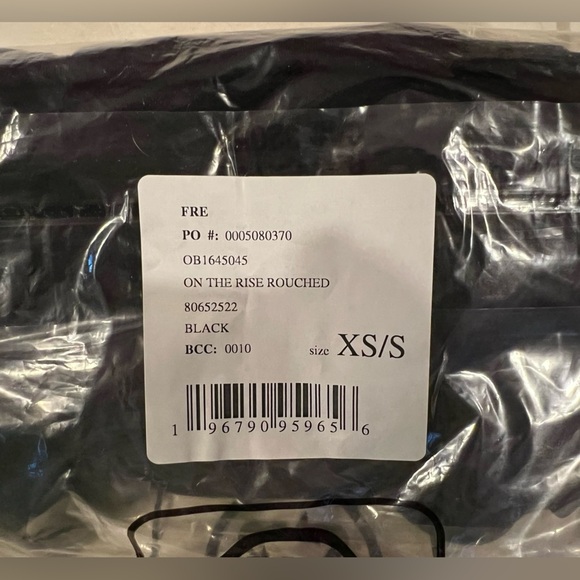 FRE
PO #: 0005080370
OB1645045
ON THE RISE ROUCHED
80652522
BLACK
BCC: 0010 size XS/S
1 96790 95965 6